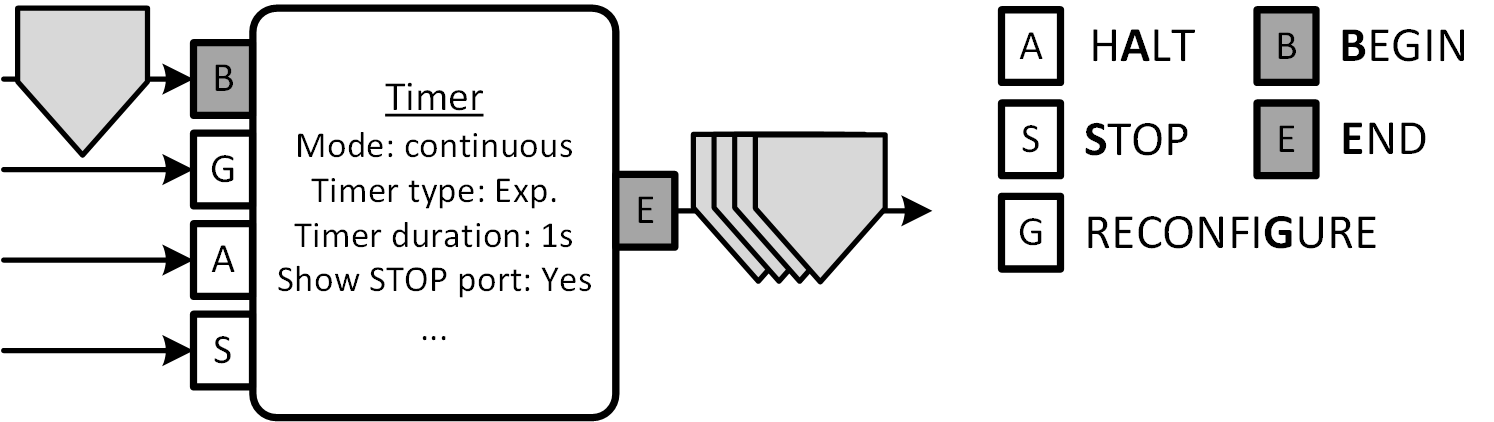 B
G
A
S
Timer
Mode: continuous
Timer type: Exp.
Timer duration: 1s
Show STOP port: Yes
...
E
A HALT
B BEGIN
S STOP
E END
G RECONFIGURE